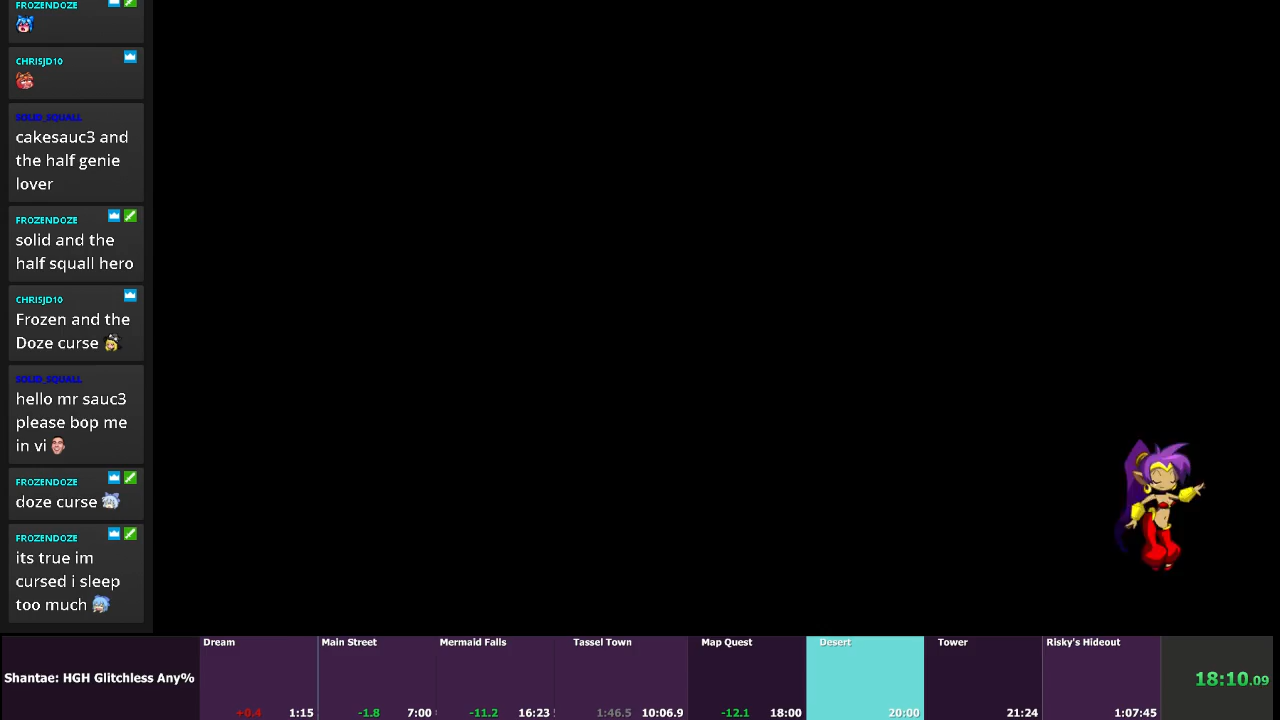 FROZENDOZE
CHRISJD10
SOLID_SQUALL
cakesauc3 and
the half genie
lover
FROZENDOZE
solid and the
half squall hero
CHRISJD10
Frozen and the
Doze curse
SOLID_SQUALL
hello mr sauc3
please bop me
in vi
FROZENDOZE
doze curse
FROZENDOZE
its true im
cursed i sleep
too much
Shantae: HGH Glitchless Any%
Dream
+0.4 1:15
Main Street
-1.8 7:00
Mermaid Falls
-11.2 16:23
Tassel Town
1:46.5 10:06.9
Map Quest
-12.1 18:00
Desert
20:00
Tower
21:24
Risky's Hideout
1:07:45
18:10.09